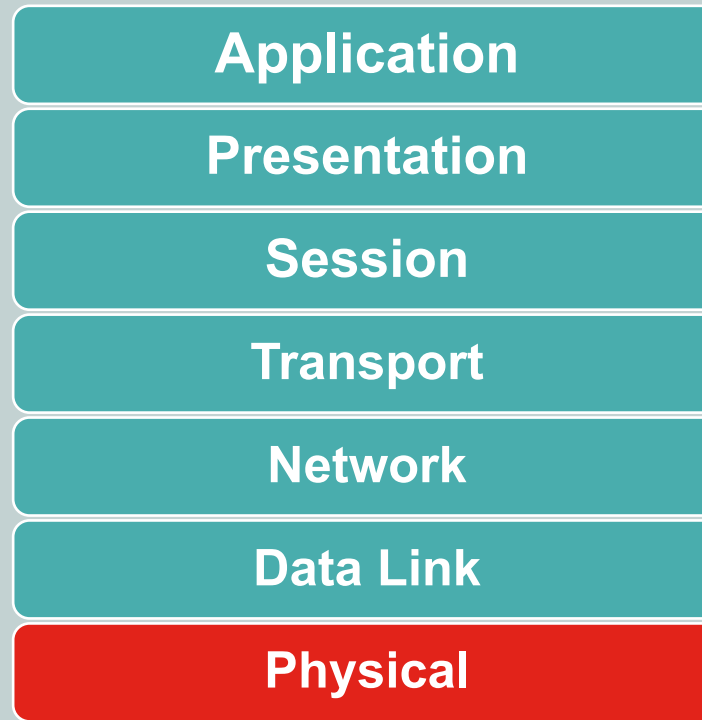 Application
Presentation
Session
Transport
Network
Data Link
Physical